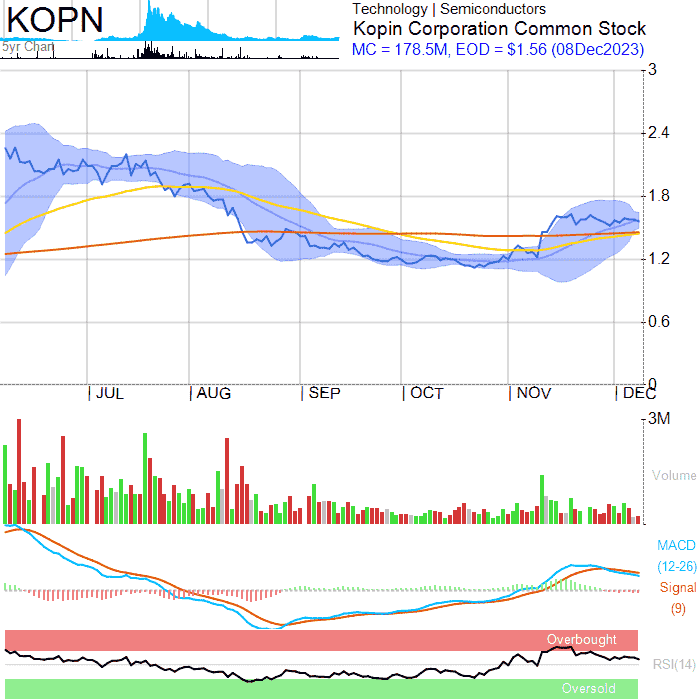 KOPN
5yr Chart
Technology | Semiconductors
Kopin Corporation Common Stock
MC = 178.5M, EOD = $1.56 (08Dec2023)
3
2.4
1.8
1.2
0.6
0
JUL AUG SEP OCT NOV DEC
3M
Volume
MACD
(12-26)
Signal
(9)
Overbought
RSI(14)
Oversold